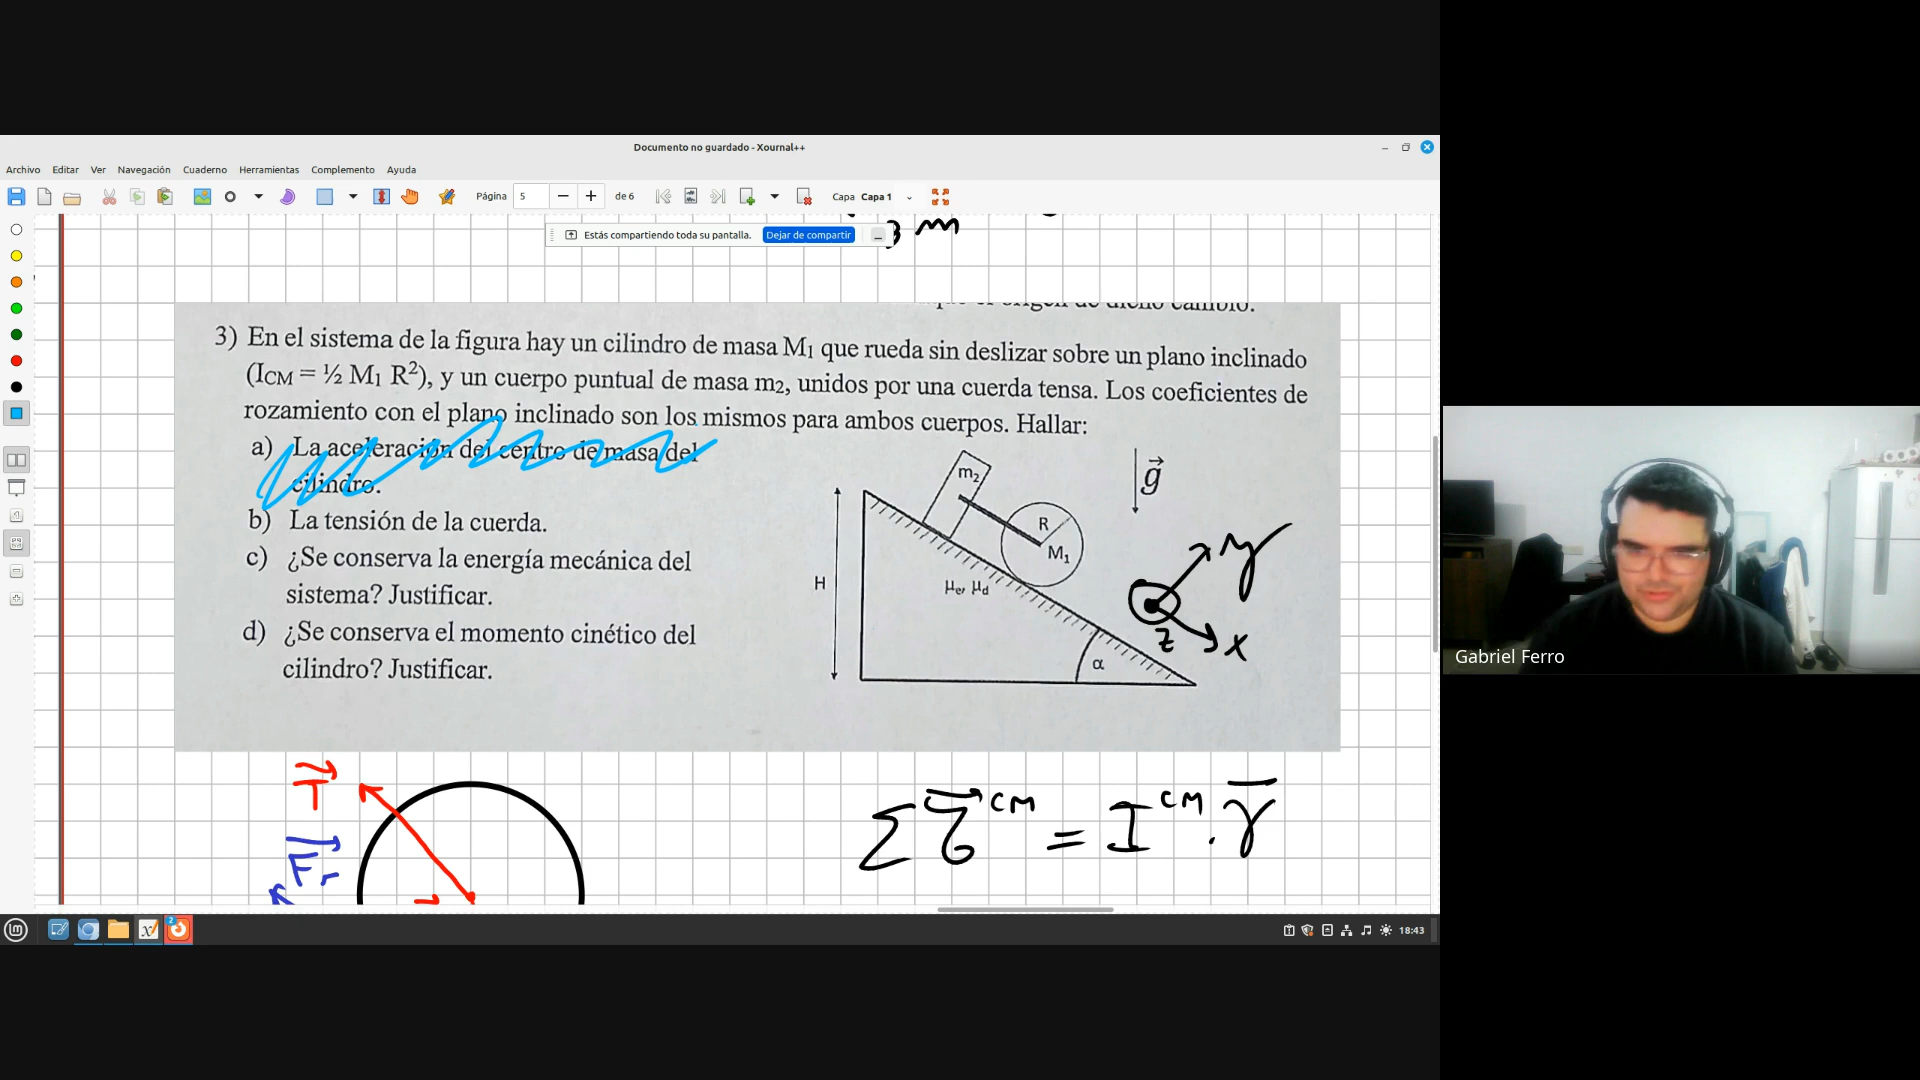 Documento no guardado - Xournal++
Archivo Editar Ver Navegación Cuaderno Herramientas Complemento Ayuda
Página 5 de 6 Capa Capa 1
m
Estás compartiendo toda su pantalla. Dejar de compartir
origen de dicho cambio.
3) En el sistema de la figura hay un cilindro de masa M₁ que rueda sin deslizar sobre un plano inclinado
(I_CM = ½ M₁ R²), y un cuerpo puntual de masa m₂, unidos por una cuerda tensa. Los coeficientes de
rozamiento con el plano inclinado son los mismos para ambos cuerpos. Hallar:
a) La aceleración del centro de masa del
cilindro.
b) La tensión de la cuerda.
c) ¿Se conserva la energía mecánica del
sistema? Justificar.
d) ¿Se conserva el momento cinético del
cilindro? Justificar.
m₂
R
M₁
H
μe, μd
α
g⃗
y
z
x
T⃗
Fr
Σ τ⃗ ᶜᴹ = I ᶜᴹ . γ
Gabriel Ferro
2
18:43